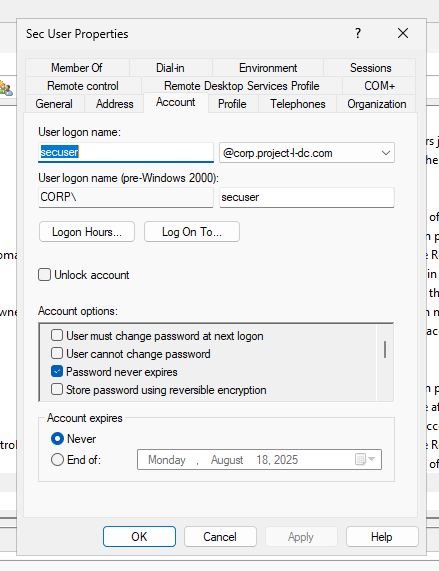 Sec User Properties
Member Of Dial-in Environment Sessions
Remote control Remote Desktop Services Profile COM+
General Address Account Profile Telephones Organization
User logon name:
secuser @corp.project-l-dc.com
User logon name (pre-Windows 2000):
CORP\ secuser
Logon Hours... Log On To...
Unlock account
Account options:
User must change password at next logon
User cannot change password
Password never expires
Store password using reversible encryption
Account expires
Never
End of: Monday , August 18, 2025
OK Cancel Apply Help